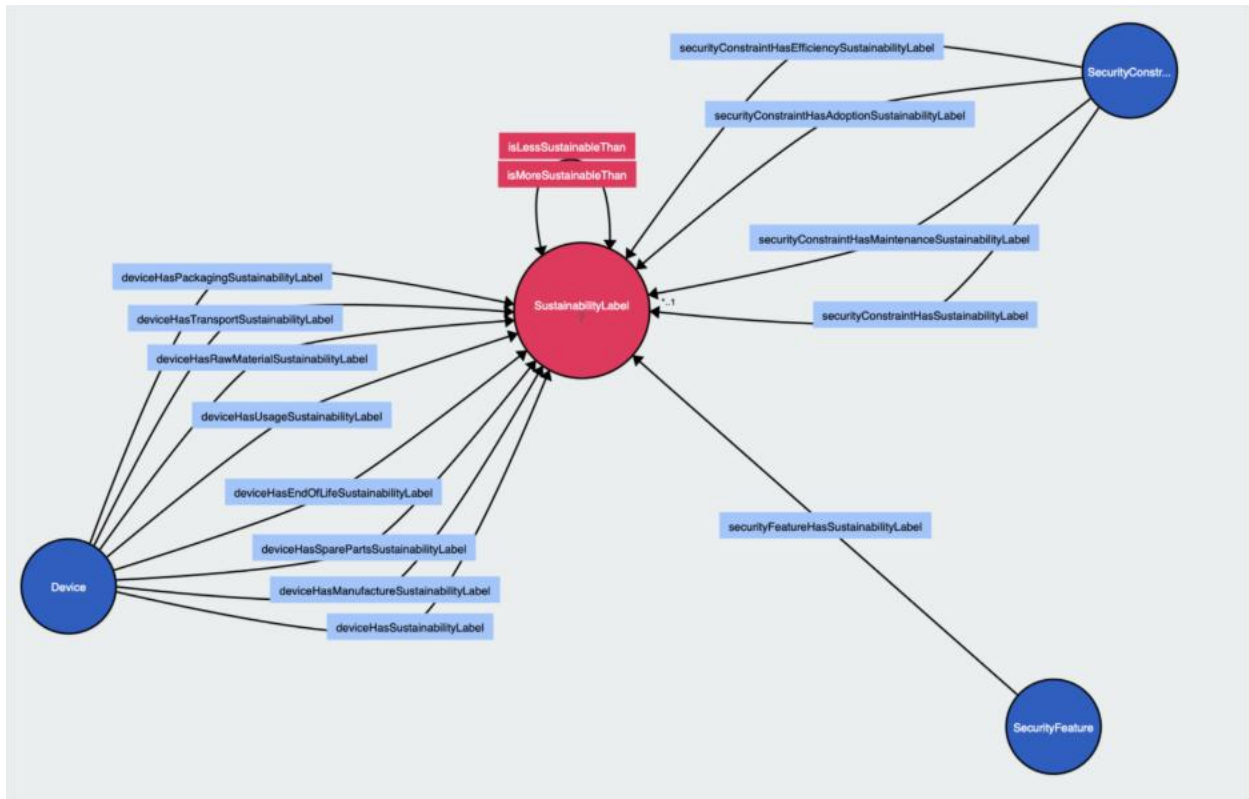 securityConstraintHasEfficiencySustainabilityLabel
SecurityConstr...
securityConstraintHasAdoptionSustainabilityLabel
isLessSustainableThan
isMoreSustainableThan
securityConstraintHasMaintenanceSustainabilityLabel
deviceHasPackagingSustainabilityLabel
SustainabilityLabel
*..1
securityConstraintHasSustainabilityLabel
deviceHasTransportSustainabilityLabel
deviceHasRawMaterialSustainabilityLabel
deviceHasUsageSustainabilityLabel
deviceHasEndOfLifeSustainabilityLabel
securityFeatureHasSustainabilityLabel
deviceHasSparePartsSustainabilityLabel
Device
deviceHasManufactureSustainabilityLabel
deviceHasSustainabilityLabel
SecurityFeature